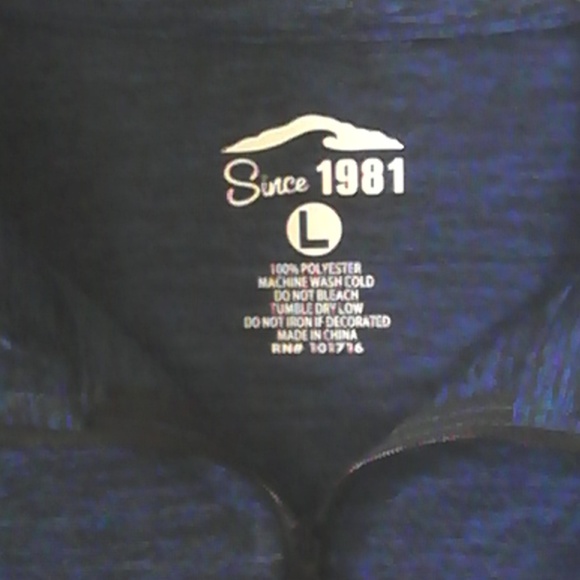 Since 1981
L
100% POLYESTER
MACHINE WASH COLD
DO NOT BLEACH
TUMBLE DRY LOW
DO NOT IRON IF DECORATED
MADE IN CHINA
RN# 101716